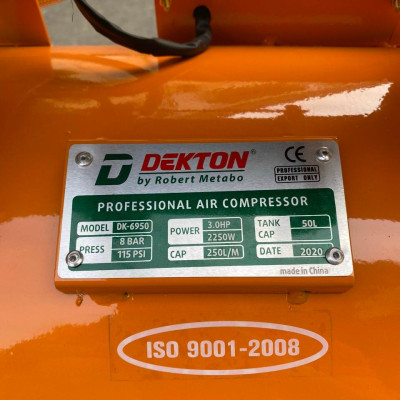 D DEKTON®
by Robert Metabo
CE
PROFESSIONAL
EXPORT ONLY
PROFESSIONAL AIR COMPRESSOR
MODEL DK-6950
PRESS 8 BAR
115 PSI
POWER 3.0HP
2250W
CAP 250L/M
TANK CAP 50L
DATE 2020
made in China
ISO 9001-2008